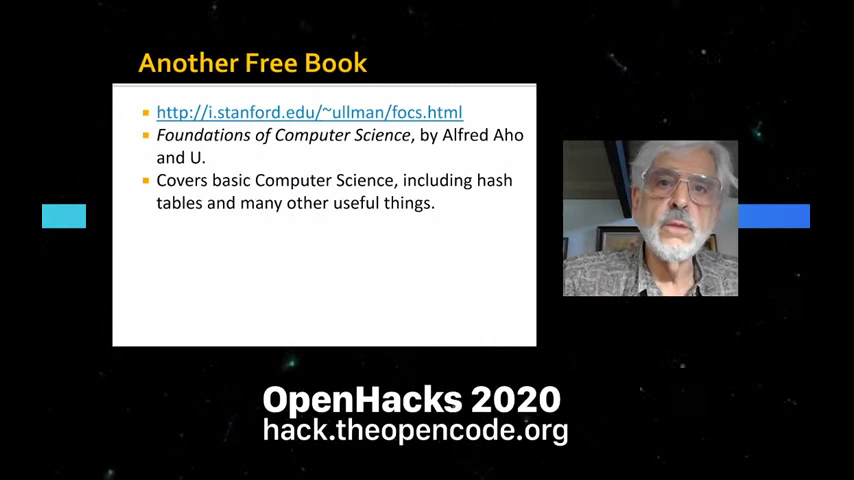 Another Free Book
http://i.stanford.edu/~ullman/focs.html
Foundations of Computer Science, by Alfred Aho
and U.
Covers basic Computer Science, including hash
tables and many other useful things.
OpenHacks 2020
hack.theopencode.org